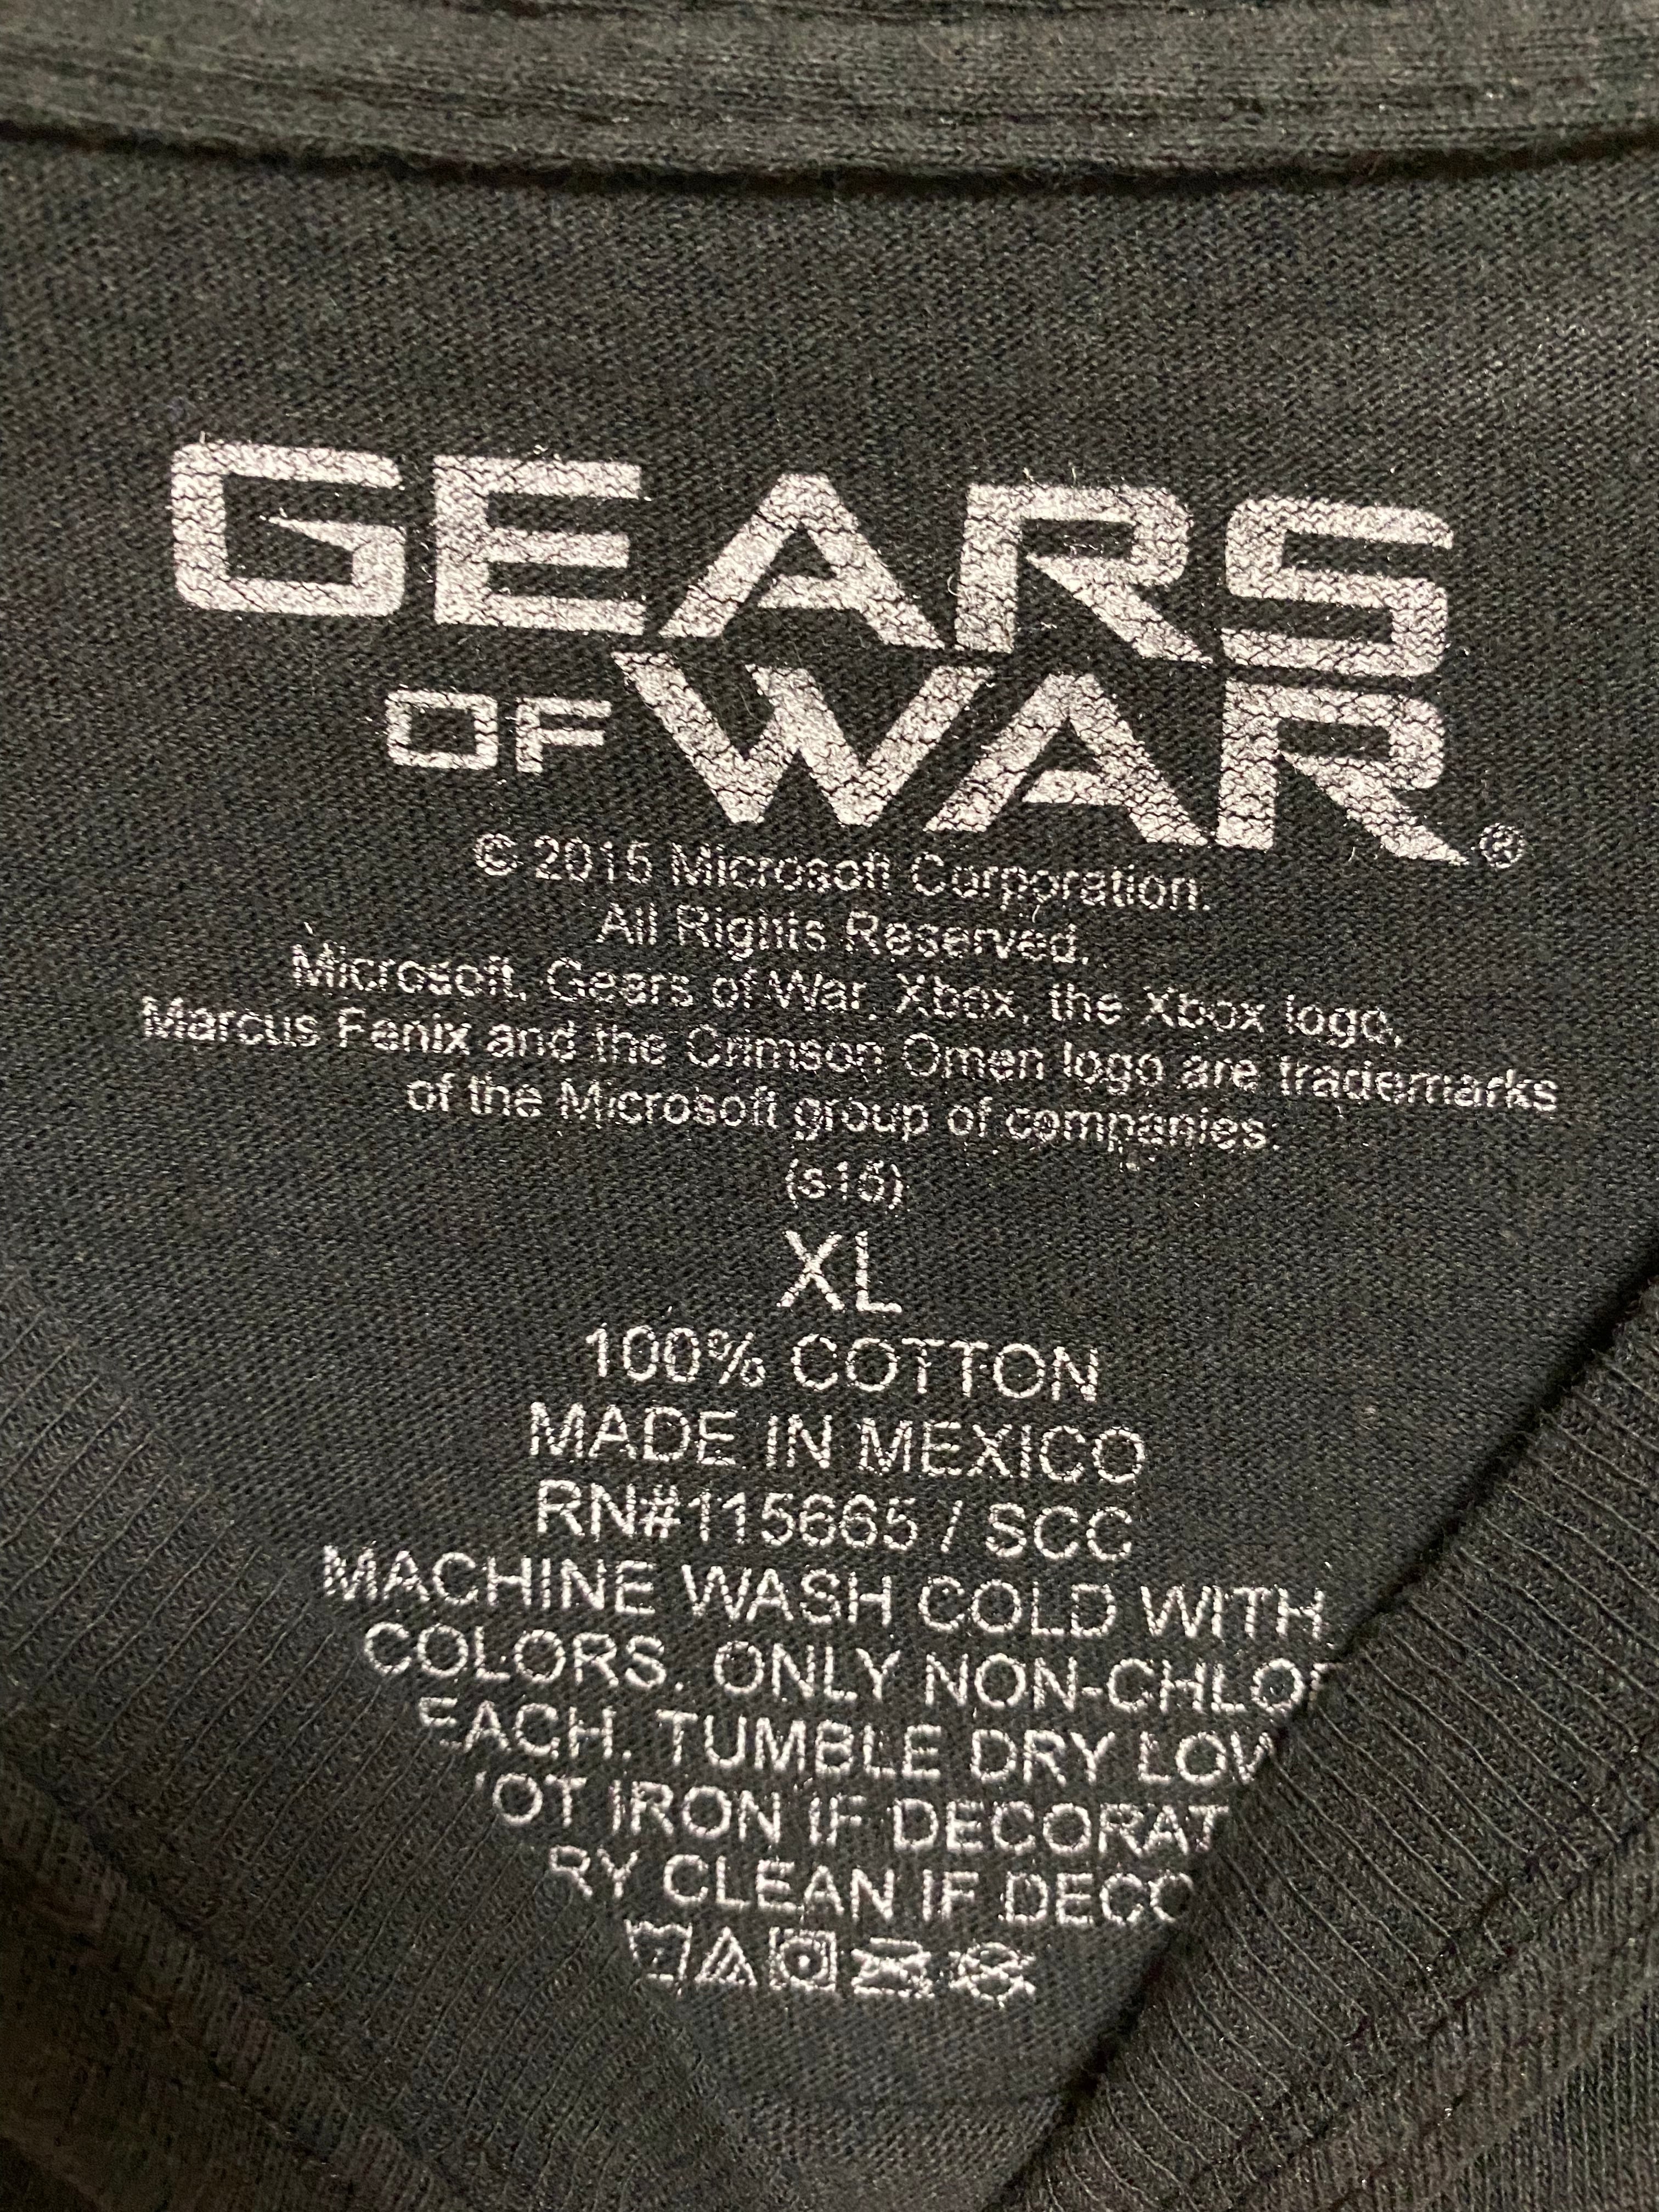 GEARS
OF WAR®
© 2015 Microsoft Corporation.
All Rights Reserved.
Microsoft, Gears of War, Xbox, the Xbox logo,
Marcus Fenix and the Crimson Omen logo are trademarks
of the Microsoft group of companies.
(s15)
XL
100% COTTON
MADE IN MEXICO
RN#115665 / SCC
MACHINE WASH COLD WITH
COLORS. ONLY NON-CHLOR
EACH. TUMBLE DRY LOW
OT IRON IF DECORAT
RY CLEAN IF DECO